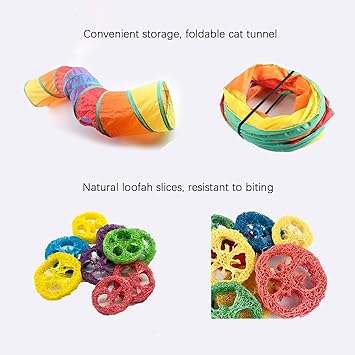 Convenient storage, foldable cat tunnel
Natural loofah slices, resistant to biting